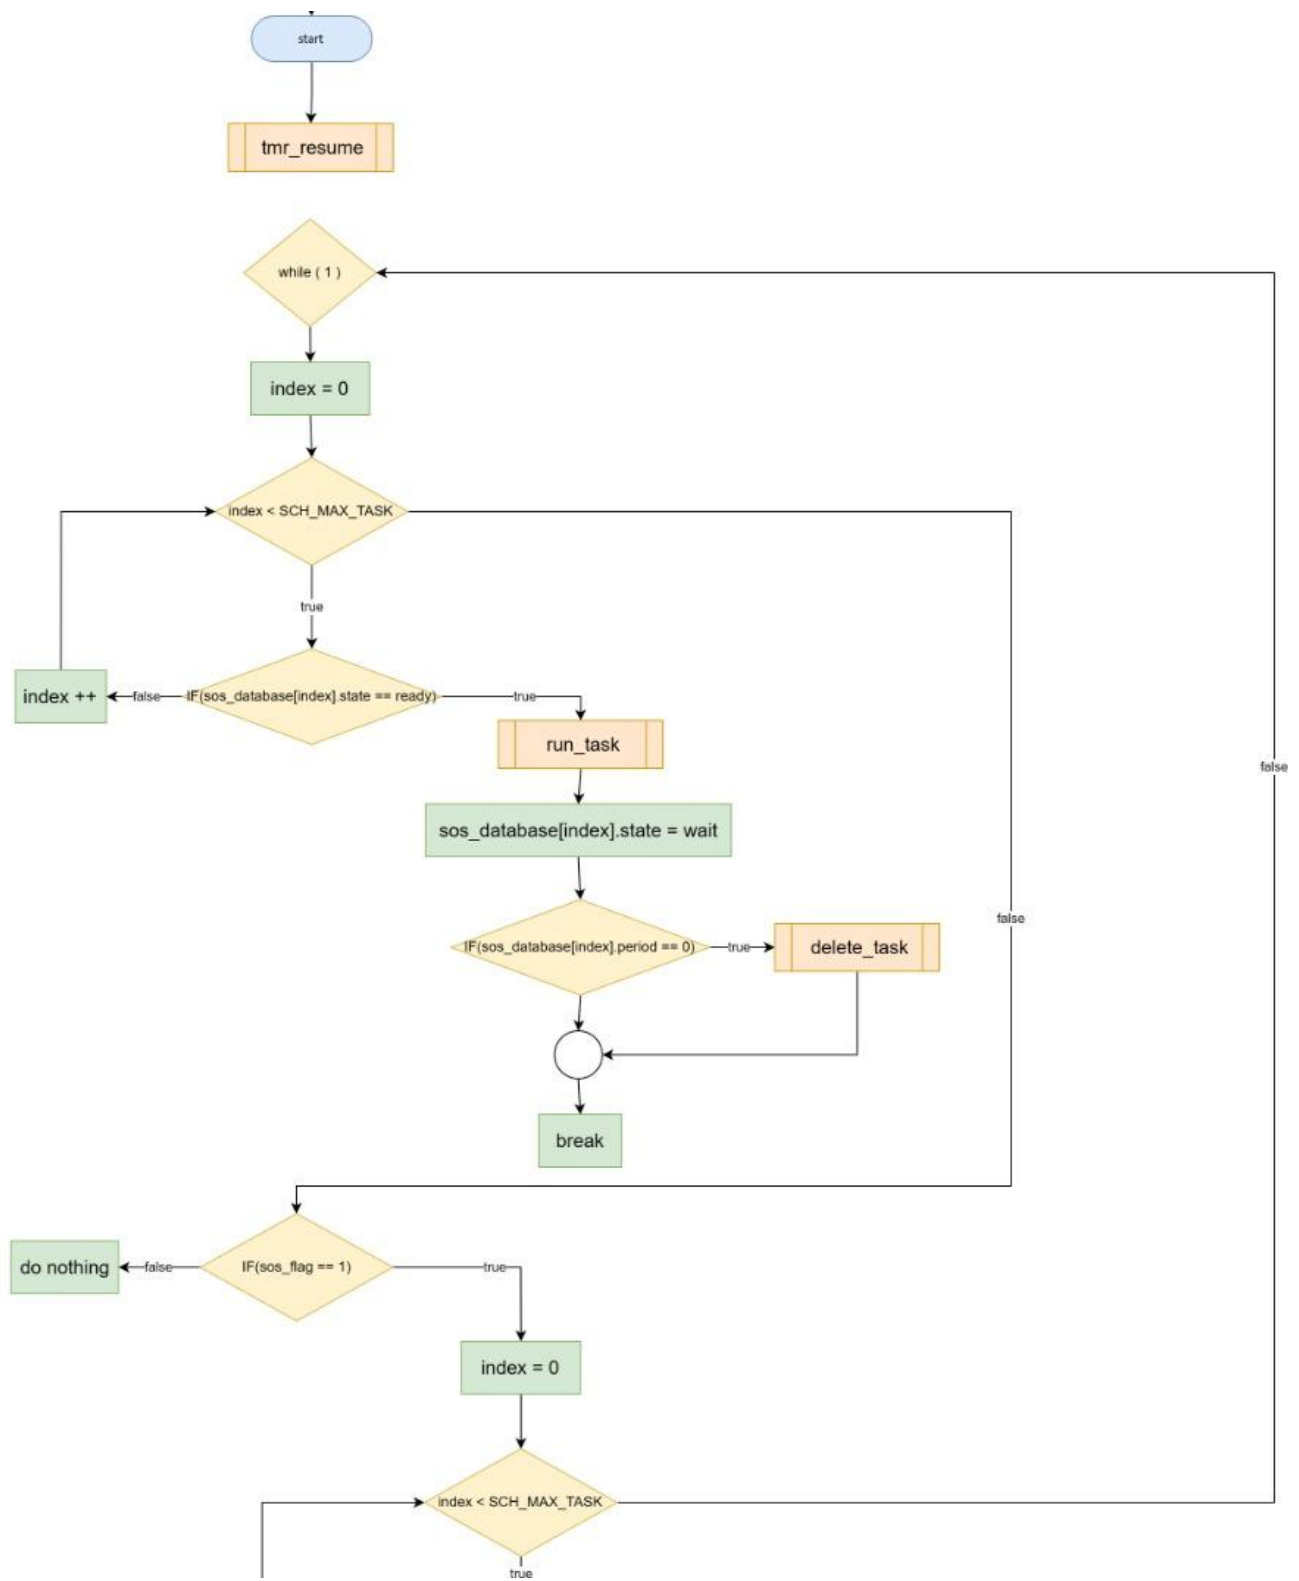 start
tmr_resume
while ( 1 )
index = 0
index < SCH_MAX_TASK
true
index ++
false
IF(sos_database[index].state == ready)
true
run_task
false
sos_database[index].state = wait
false
IF(sos_database[index].period == 0)
true
delete_task
break
do nothing
false
IF(sos_flag == 1)
true
index = 0
index < SCH_MAX_TASK
true